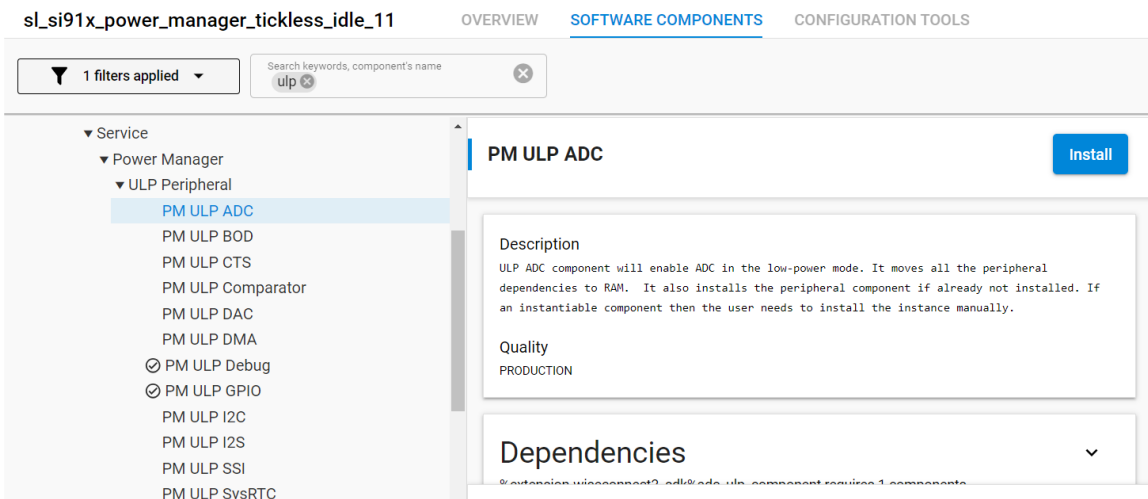 sl_si91x_power_manager_tickless_idle_11 OVERVIEW SOFTWARE COMPONENTS CONFIGURATION TOOLS
1 filters applied
Search keywords, component's name
ulp
Service
Power Manager
ULP Peripheral
PM ULP ADC
PM ULP BOD
PM ULP CTS
PM ULP Comparator
PM ULP DAC
PM ULP DMA
PM ULP Debug
PM ULP GPIO
PM ULP I2C
PM ULP I2S
PM ULP SSI
PM ULP SysRTC
PM ULP ADC
Install
Description
ULP ADC component will enable ADC in the low-power mode. It moves all the peripheral
dependencies to RAM. It also installs the peripheral component if already not installed. If
an instantiable component then the user needs to install the instance manually.
Quality
PRODUCTION
Dependencies
component requires 1 components